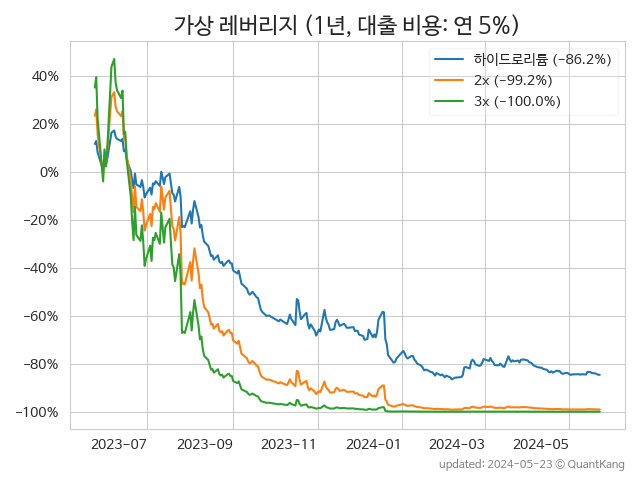 가상 레버리지 (1년, 대출 비용: 연 5%)
하이드로리튬 (−86.2%)
2x (−99.2%)
3x (−100.0%)
40%
20%
0%
−20%
−40%
−60%
−80%
−100%
2023-07 2023-09 2023-11 2024-01 2024-03 2024-05
updated: 2024-05-23 © QuantKang